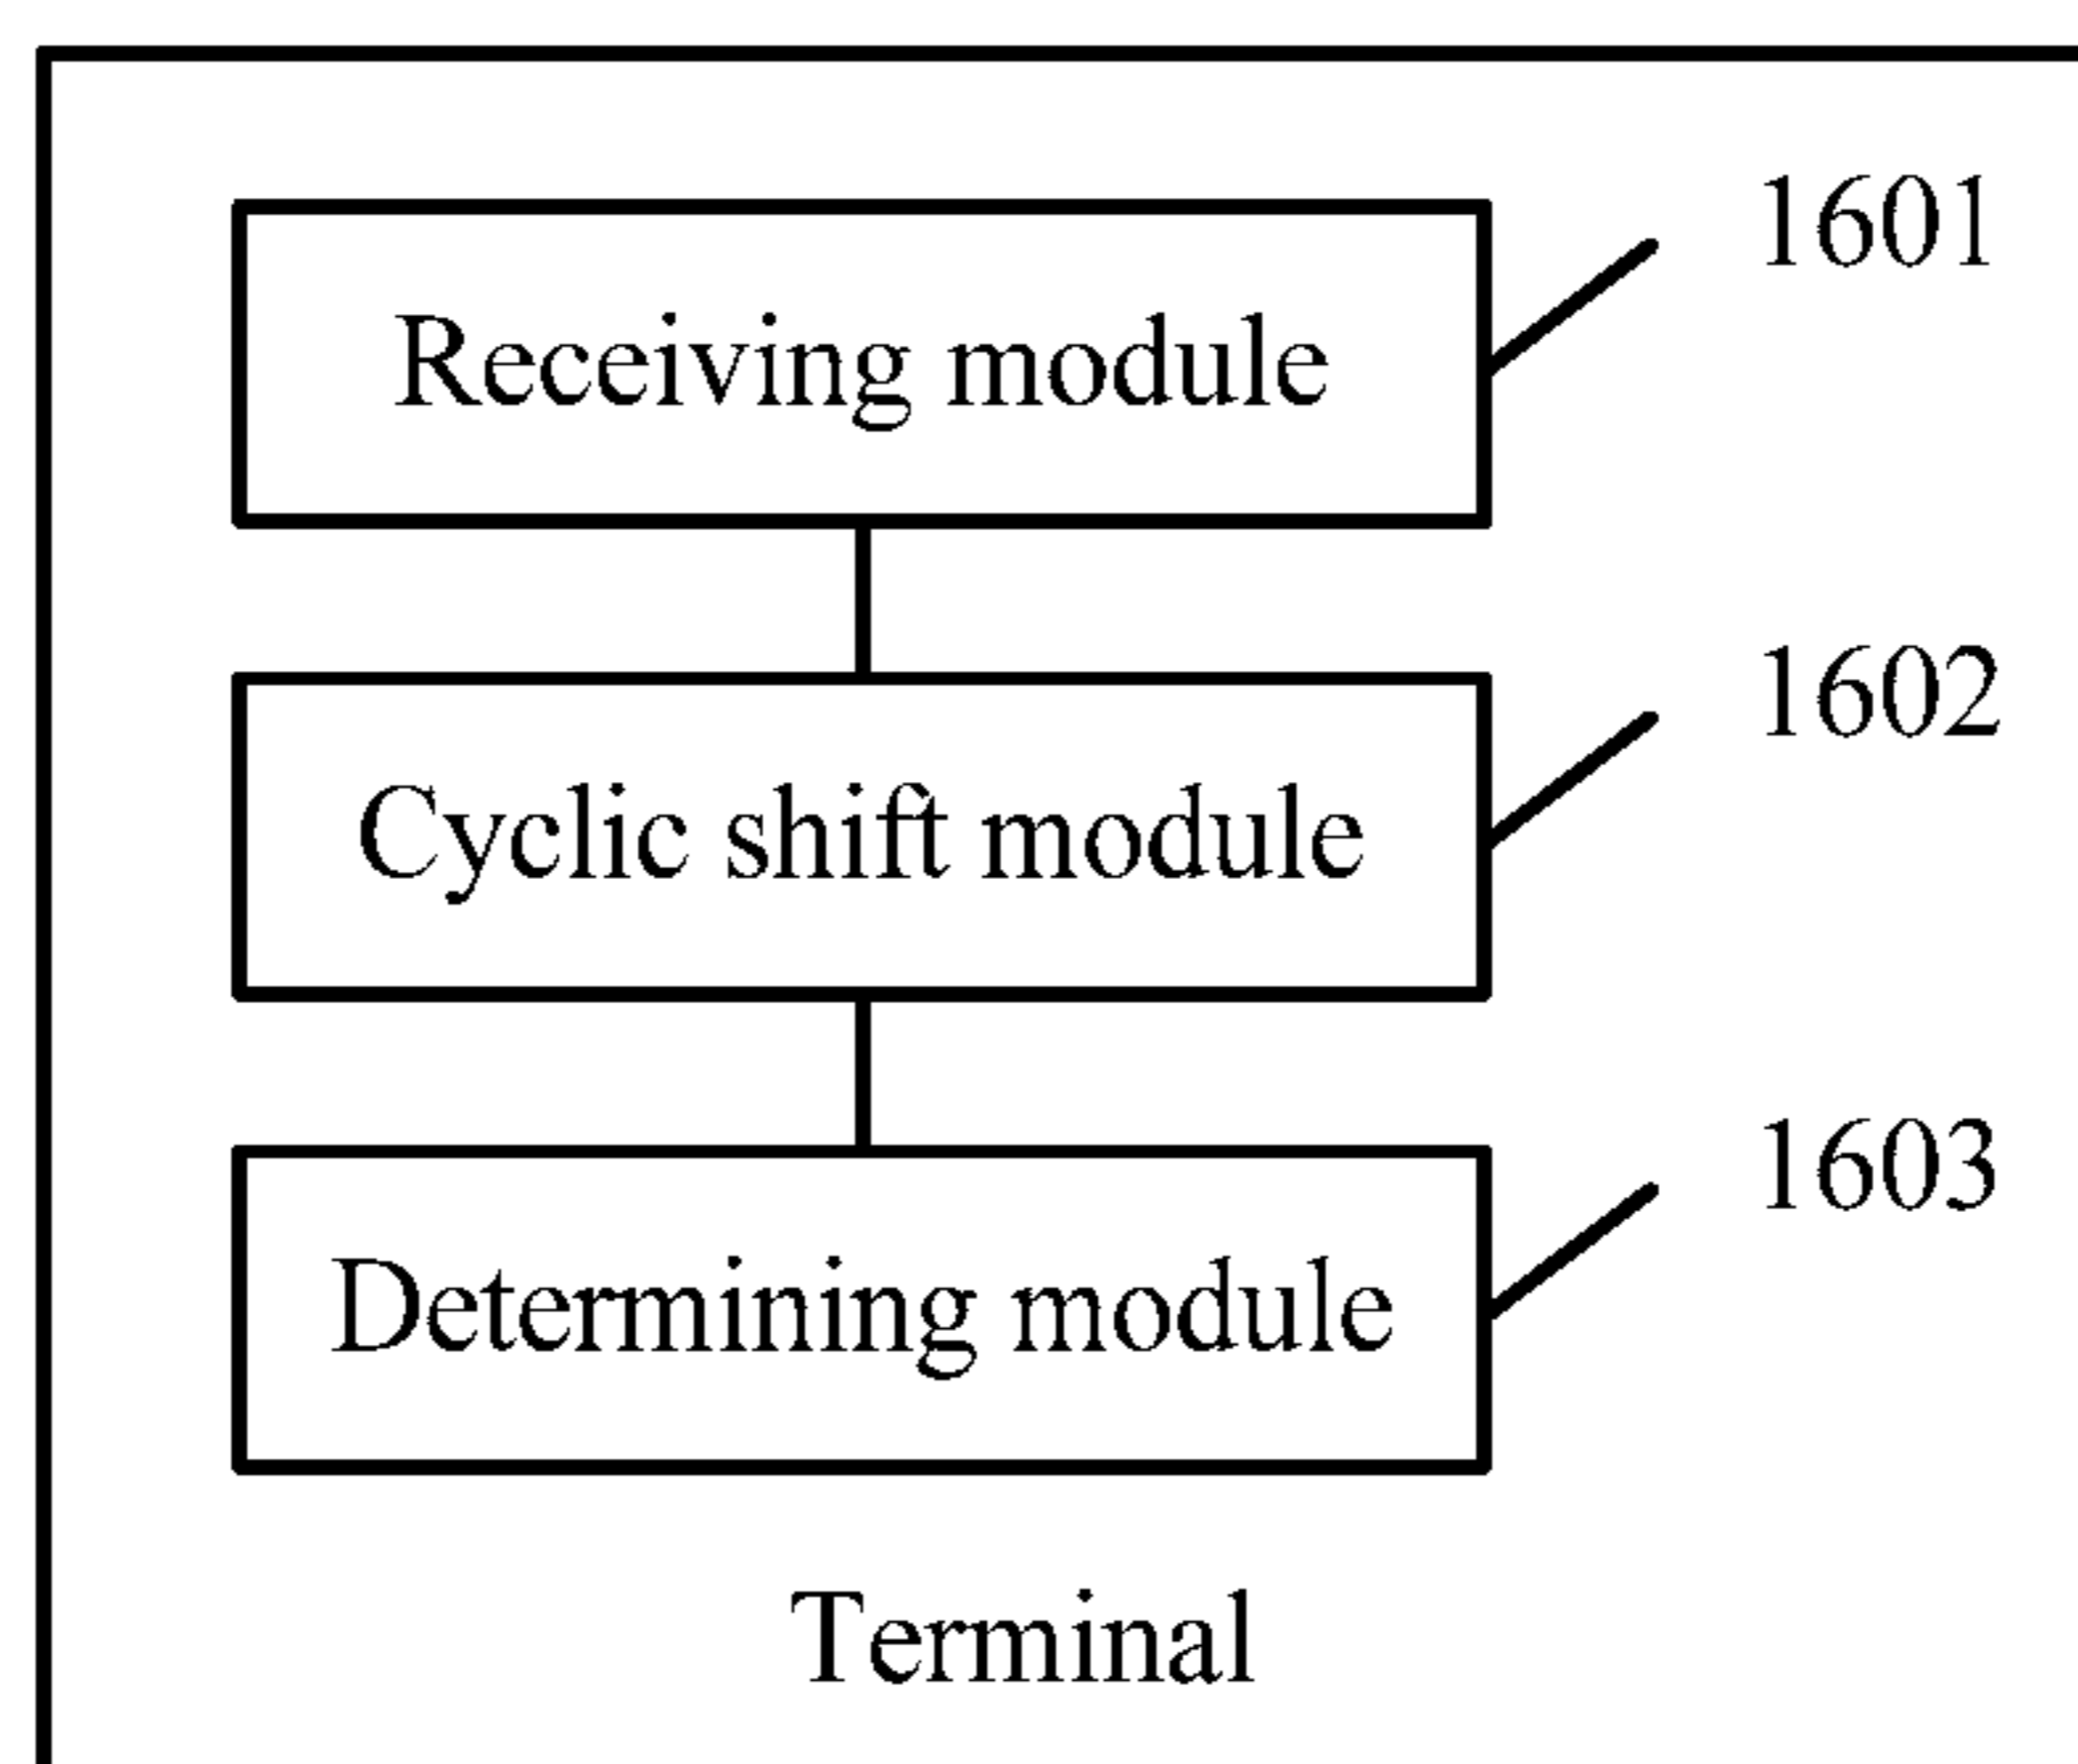 1601
Receiving module
1602
Cyclic shift module
1603
Determining module
Terminal